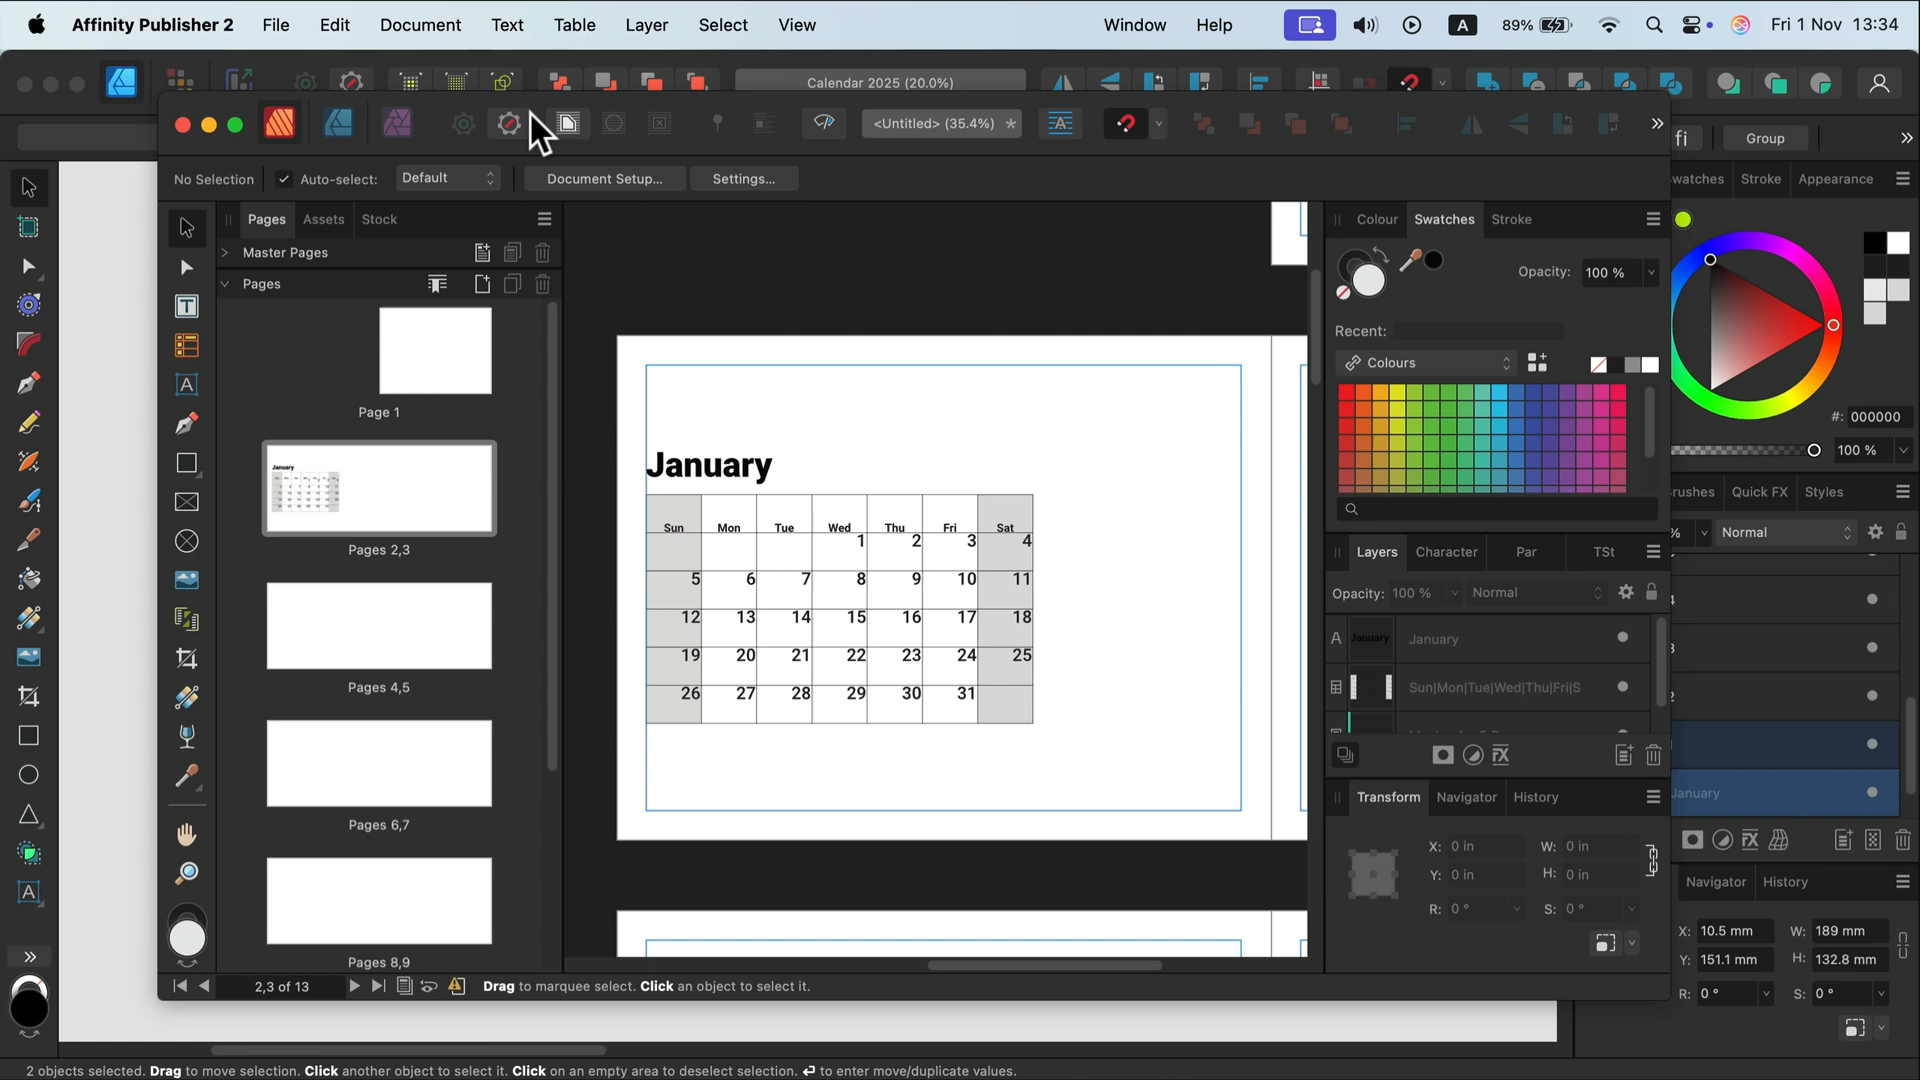 Affinity Publisher 2 File Edit Document Text Table Layer Select View Window Help A 89% Fri 1 Nov 13:34
Calendar 2025 (20.0%)
<Untitled> (35.4%) *
No Selection Auto-select: Default Document Setup... Settings... Group
Pages Assets Stock Colour Swatches Stroke Stroke Appearance
Master Pages
Pages
Opacity: 100 %
Recent:
Colours
Page 1
#: 000000
100 %
January
Sun Mon Tue Wed Thu Fri Sat
1 2 3 4
5 6 7 8 9 10 11
12 13 14 15 16 17 18
19 20 21 22 23 24 25
26 27 28 29 30 31
Pages 2,3
Pages 4,5
Pages 6,7
Pages 8,9
Quick FX Styles
Normal
Layers Character Par TSt
Opacity: 100 % Normal
A January January
Sun|Mon|Tue|Wed|Thu|Fri|S
January
Transform Navigator History
X: 0 in W: 0 in
Y: 0 in H: 0 in
R: 0 ° S: 0 °
Navigator History
X: 10.5 mm W: 189 mm
Y: 151.1 mm H: 132.8 mm
R: 0 ° S: 0 °
2,3 of 13 Drag to marquee select. Click an object to select it.
2 objects selected. Drag to move selection. Click another object to select it. Click on an empty area to deselect selection. ↵ to enter move/duplicate values.